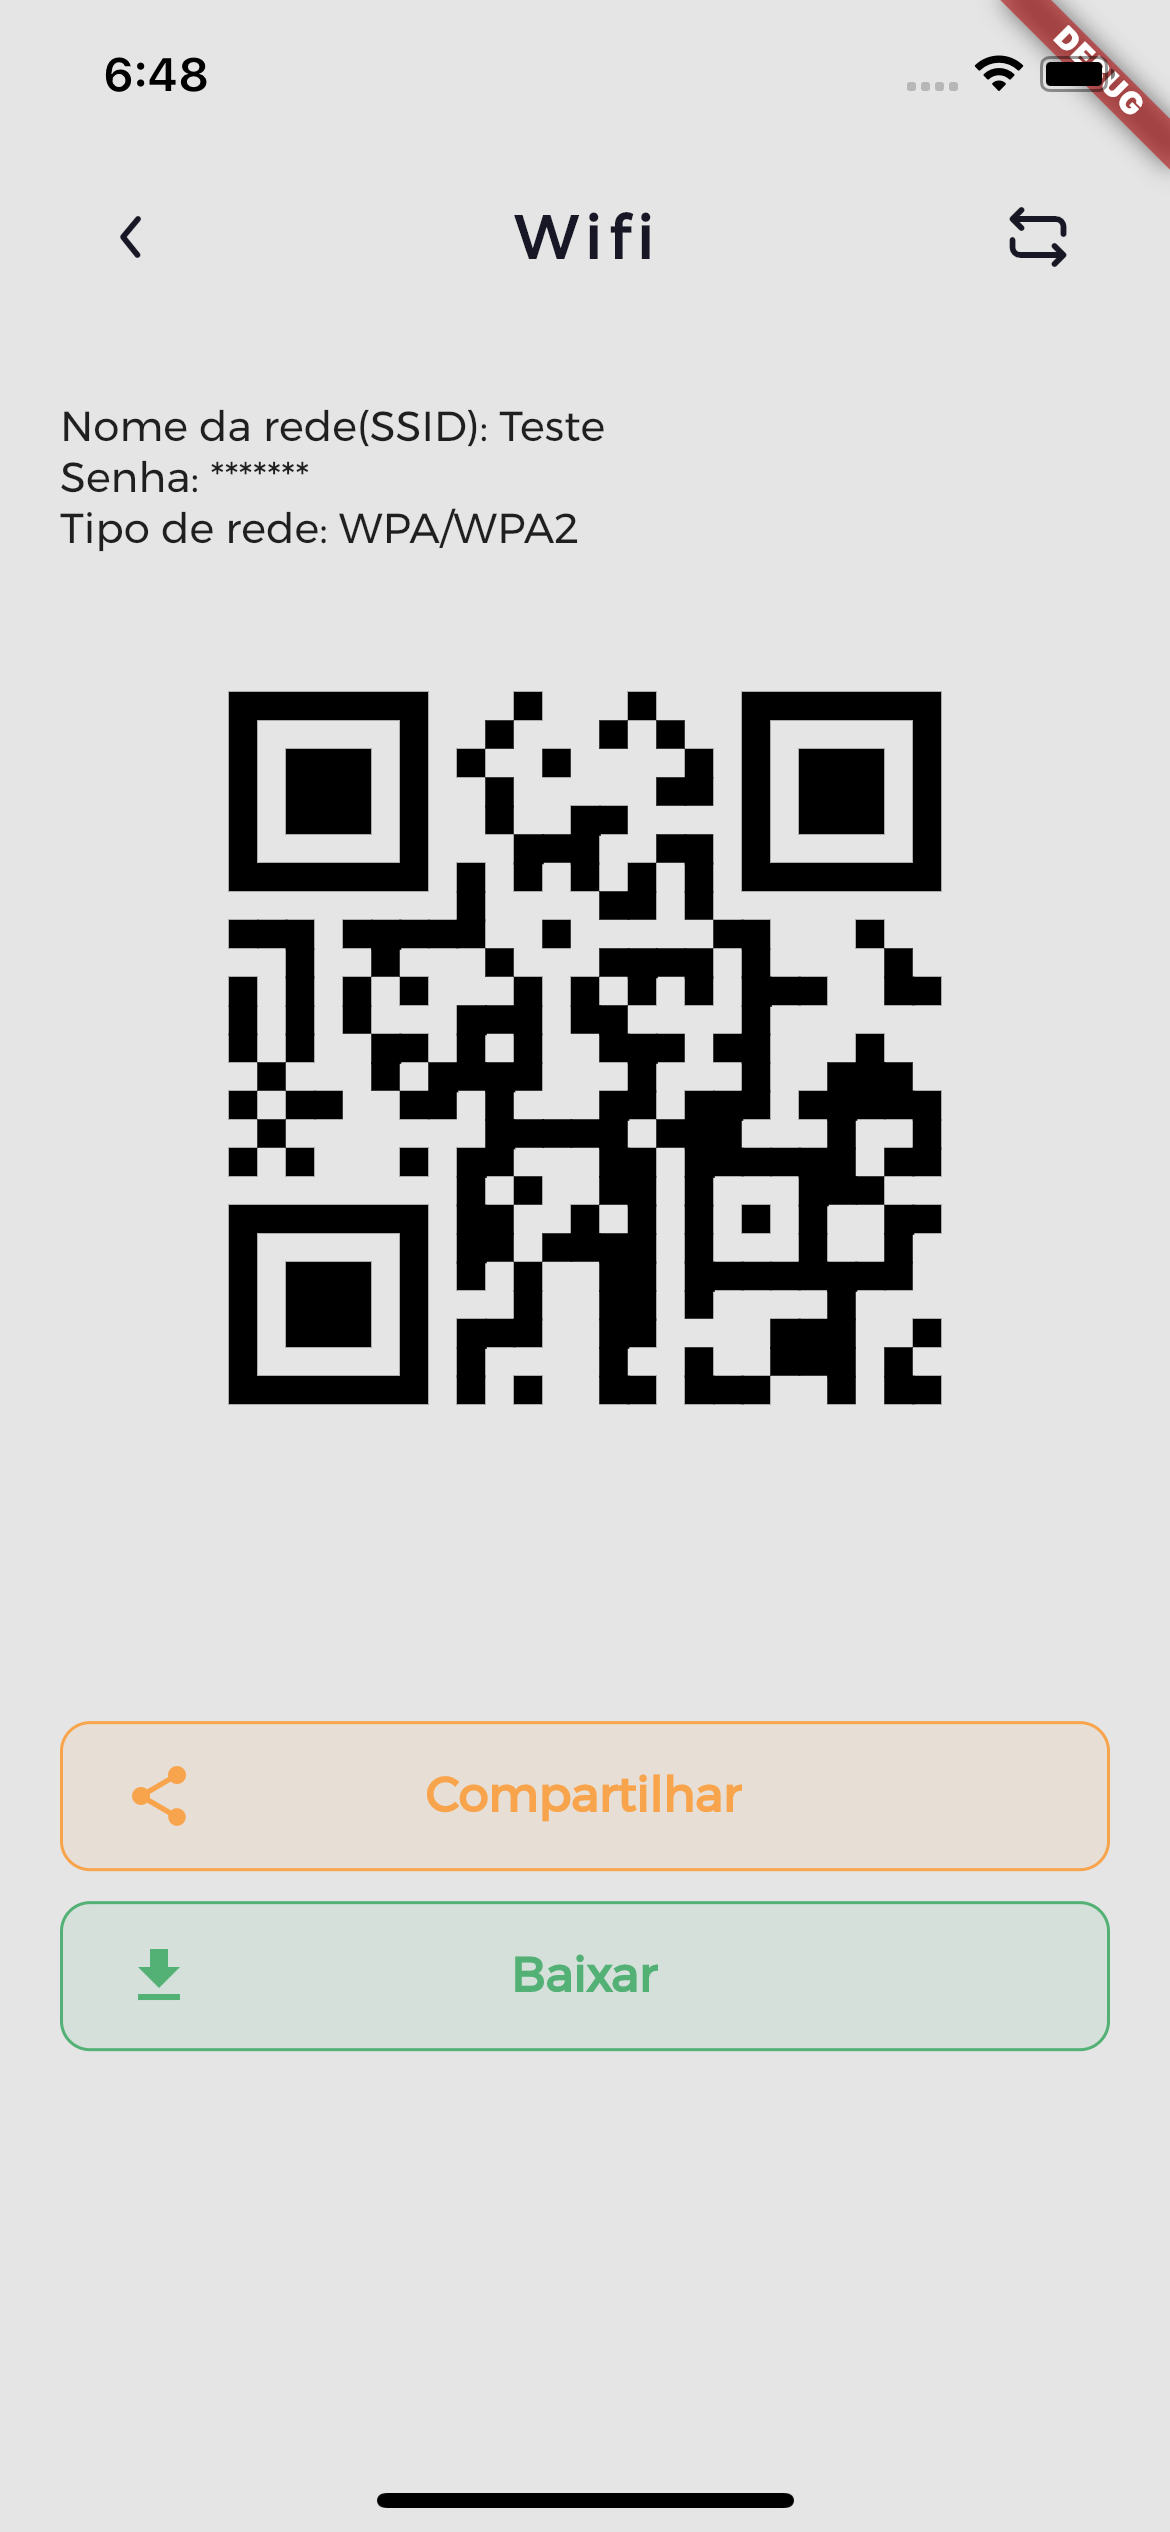 6:48
DEBUG
Wifi
Nome da rede(SSID): Teste
Senha: *******
Tipo de rede: WPA/WPA2
Compartilhar
Baixar